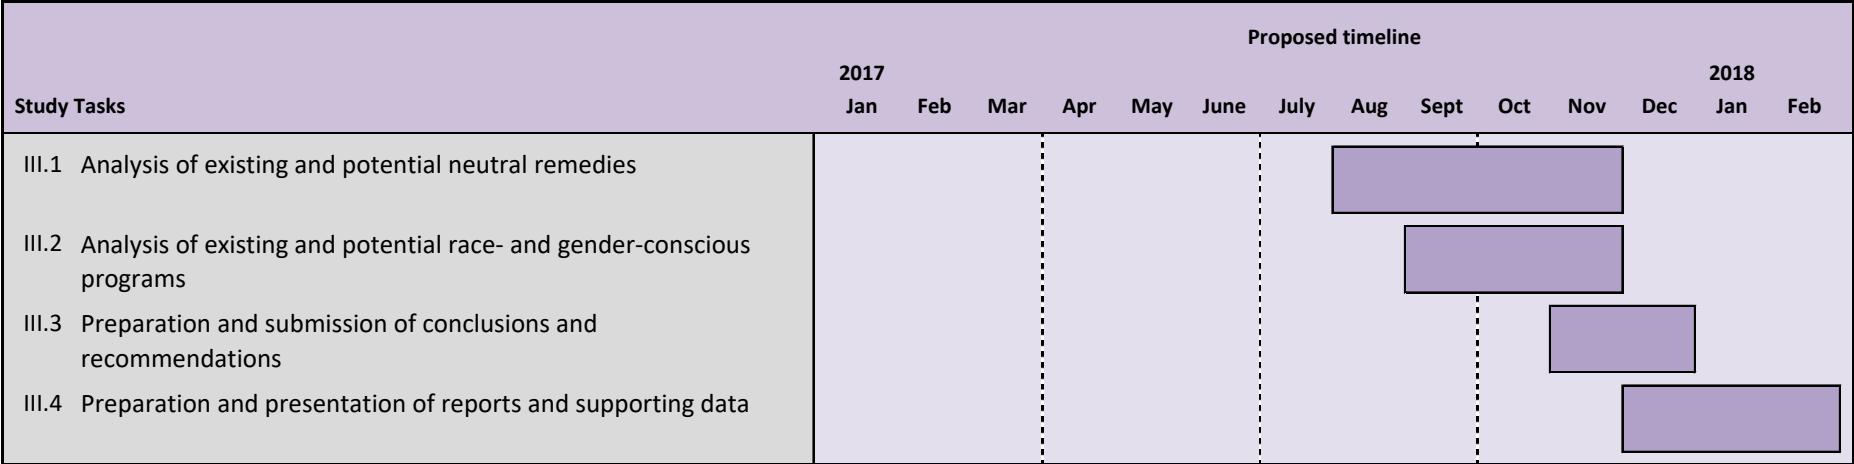 Proposed timeline
2017 2018
Study Tasks Jan Feb Mar Apr May June July Aug Sept Oct Nov Dec Jan Feb
III.1 Analysis of existing and potential neutral remedies
III.2 Analysis of existing and potential race- and gender-conscious
programs
III.3 Preparation and submission of conclusions and
recommendations
III.4 Preparation and presentation of reports and supporting data